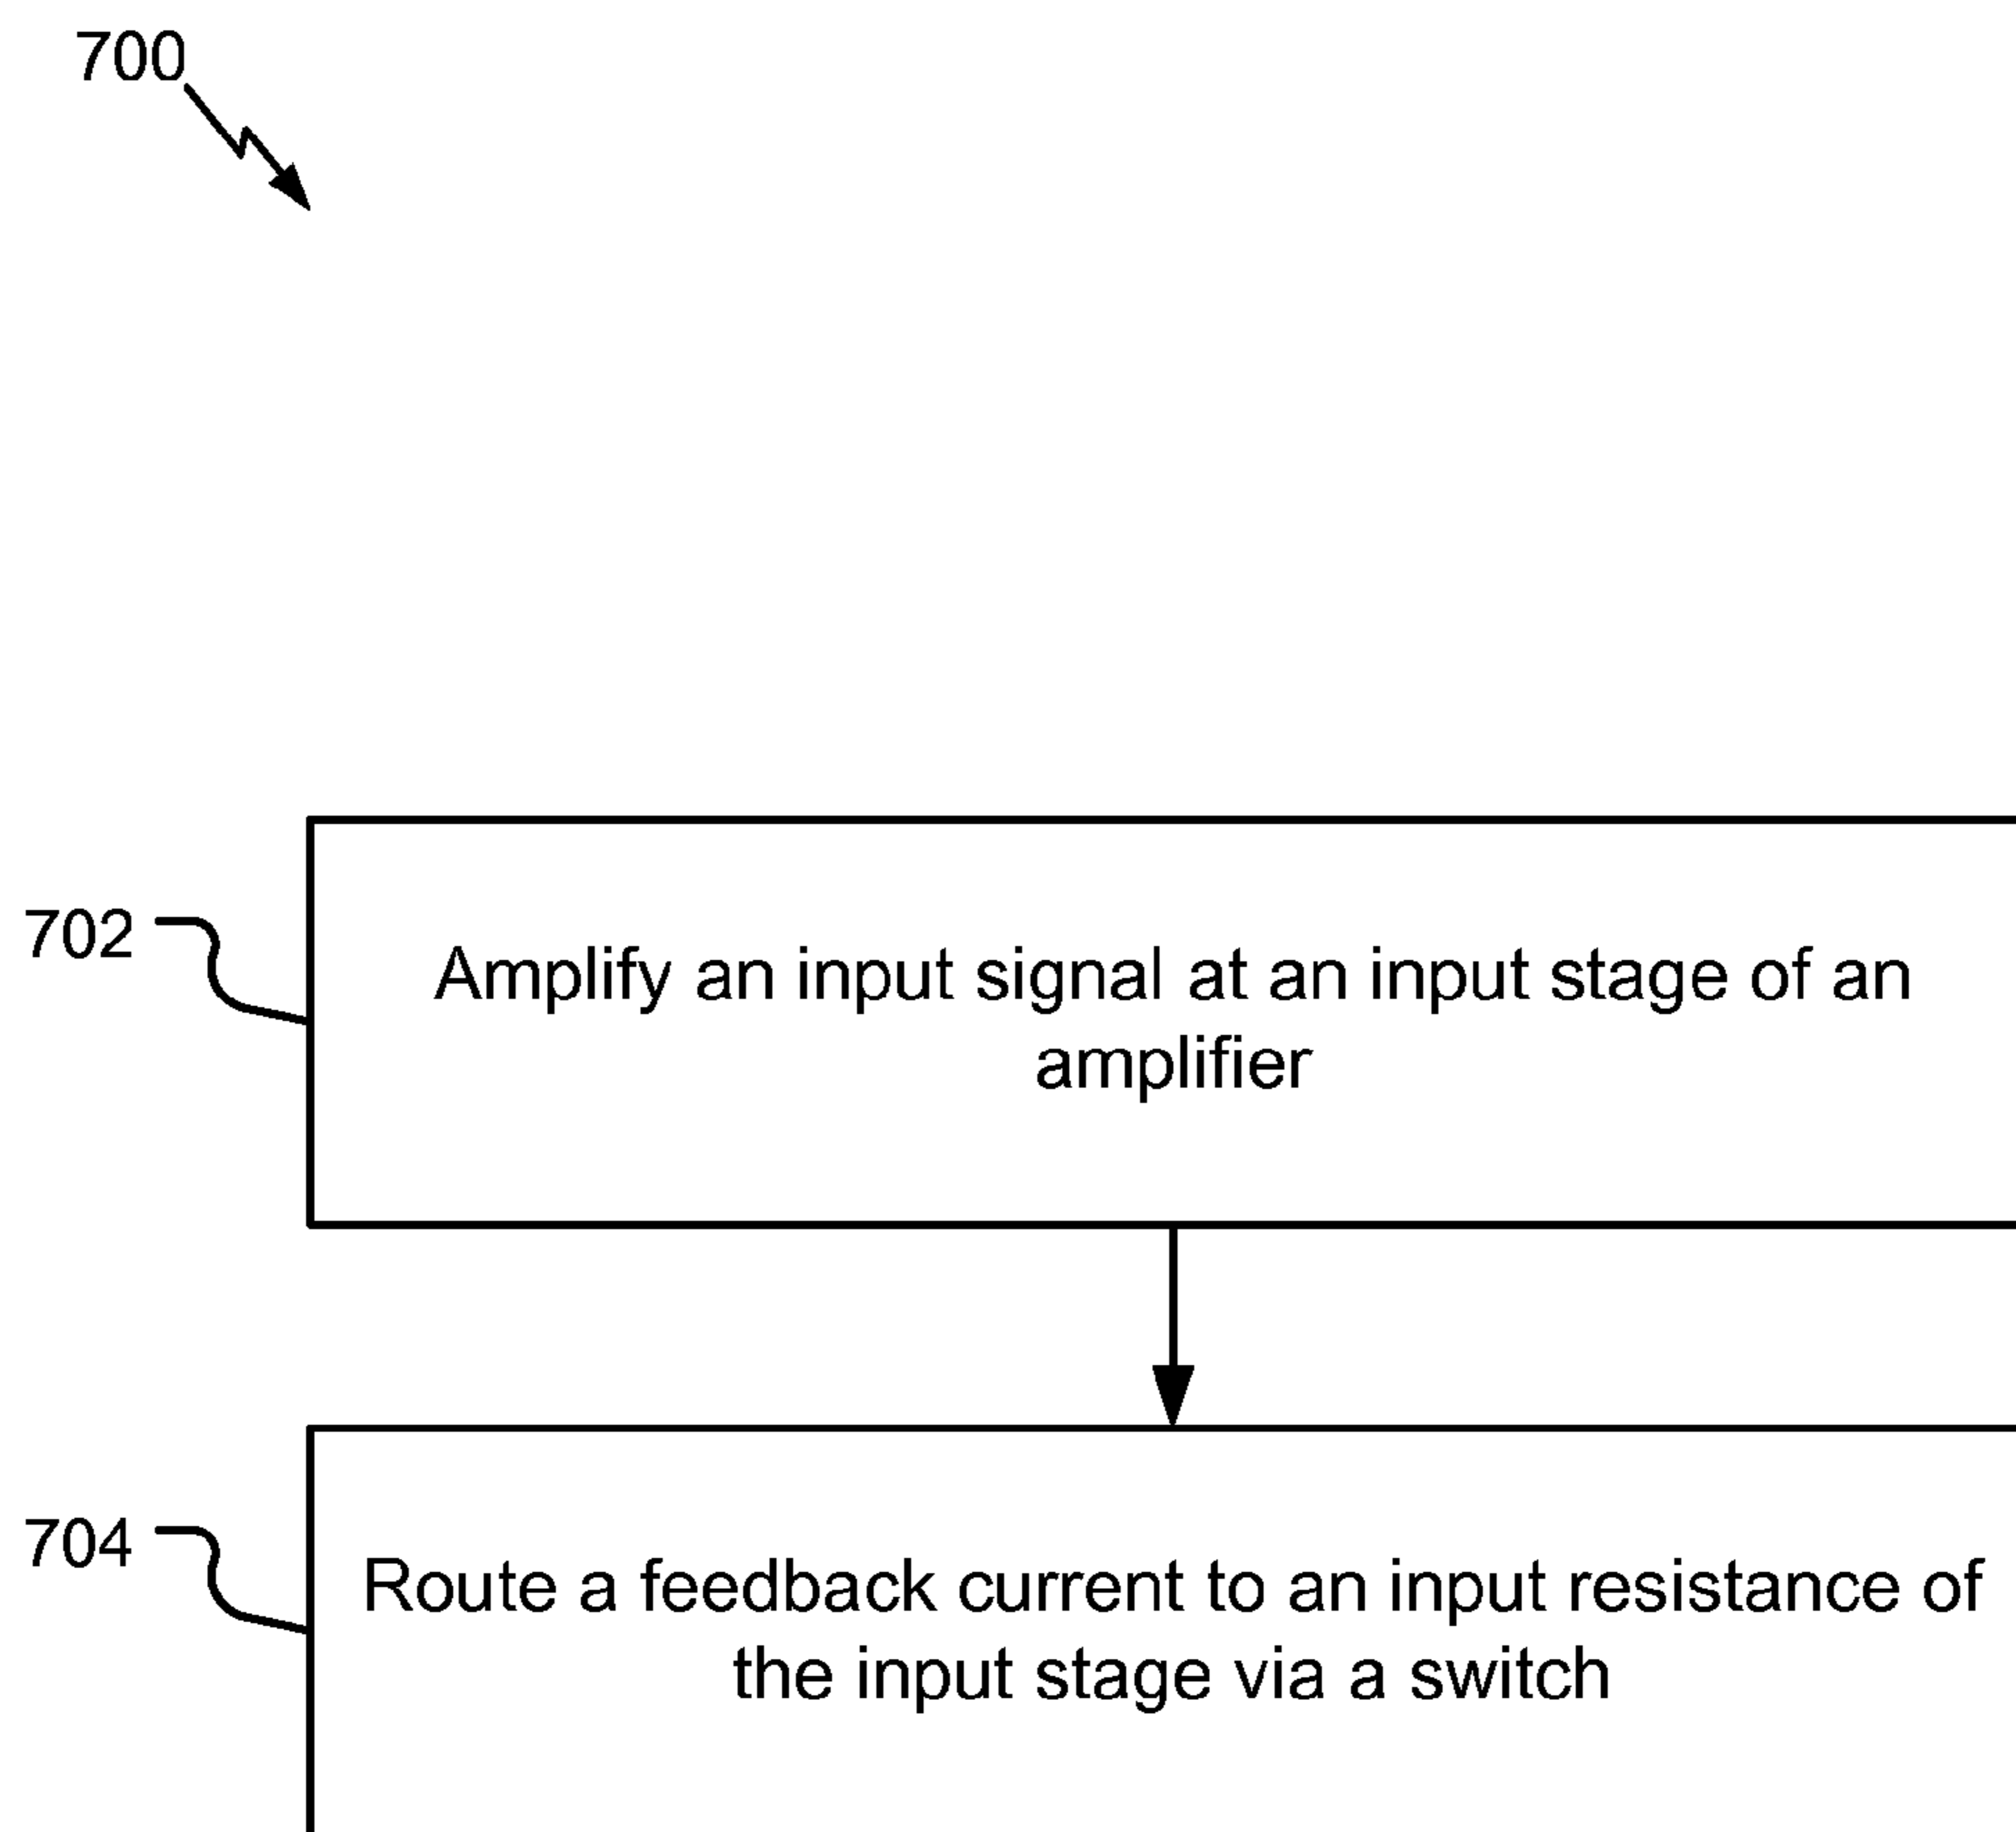 700
702
Amplify an input signal at an input stage of an
amplifier
704
Route a feedback current to an input resistance of
the input stage via a switch